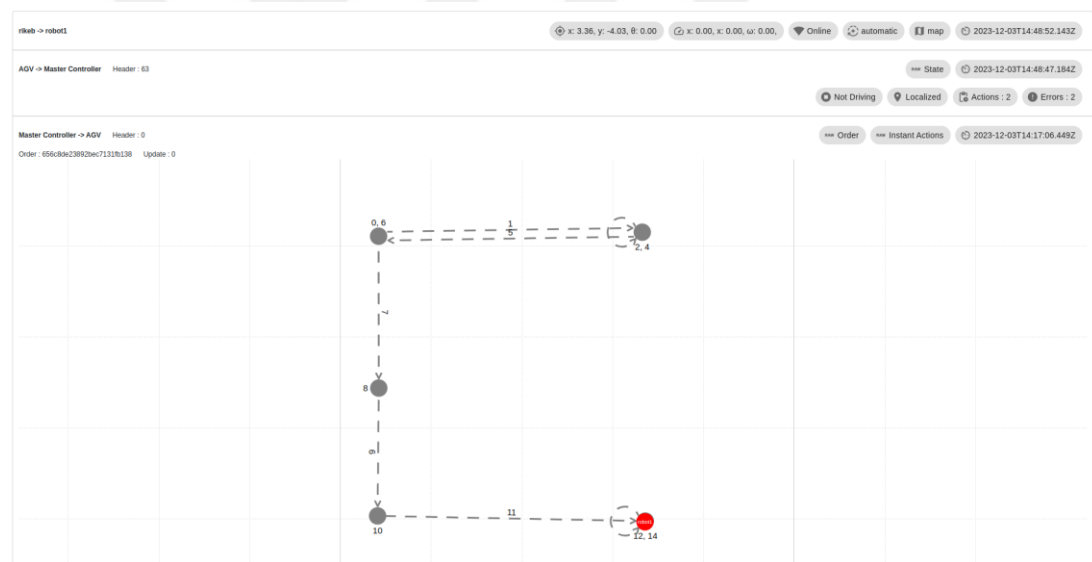 rikeb -> robot1
x: 3.36, y: -4.03, θ: 0.00
x: 0.00, x: 0.00, ω: 0.00,
Online
automatic
map
2023-12-03T14:48:52.143Z
AGV -> Master Controller Header : 63
State
2023-12-03T14:48:47.184Z
Not Driving
Localized
Actions : 2
Errors : 2
Master Controller -> AGV Header : 0
Order
Instant Actions
2023-12-03T14:17:06.449Z
Order : 656c8de23892bec7131fb138 Update : 0
0, 6
1
5
2, 4
7
8
9
10
11
robot1
12, 14